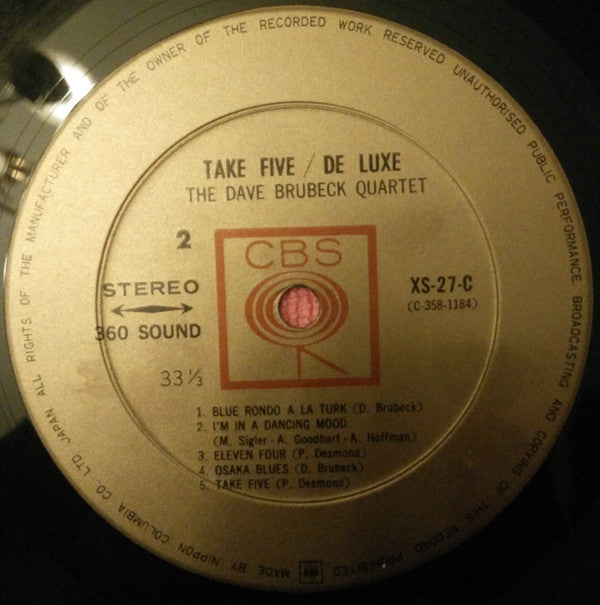 ALL RIGHTS OF THE MANUFACTURER AND OF THE OWNER OF THE RECORDED WORK RESERVED UNAUTHORISED PUBLIC PERFORMANCE BROADCASTING AND COPYING OF THIS RECORD PROHIBITED
MADE BY NIPPON COLUMBIA CO LTD JAPAN
TAKE FIVE / DE LUXE
THE DAVE BRUBECK QUARTET
2
CBS
STEREO
360 SOUND
XS-27-C
(C-358-1184)
33⅓
1. BLUE RONDO A LA TURK (D. Brubeck)
2. I'M IN A DANCING MOOD
(M. Sigler - A. Goodhart - A. Hoffman)
3. ELEVEN FOUR (P. Desmond)
4. OSAKA BLUES (D. Brubeck)
5. TAKE FIVE (P. Desmond)